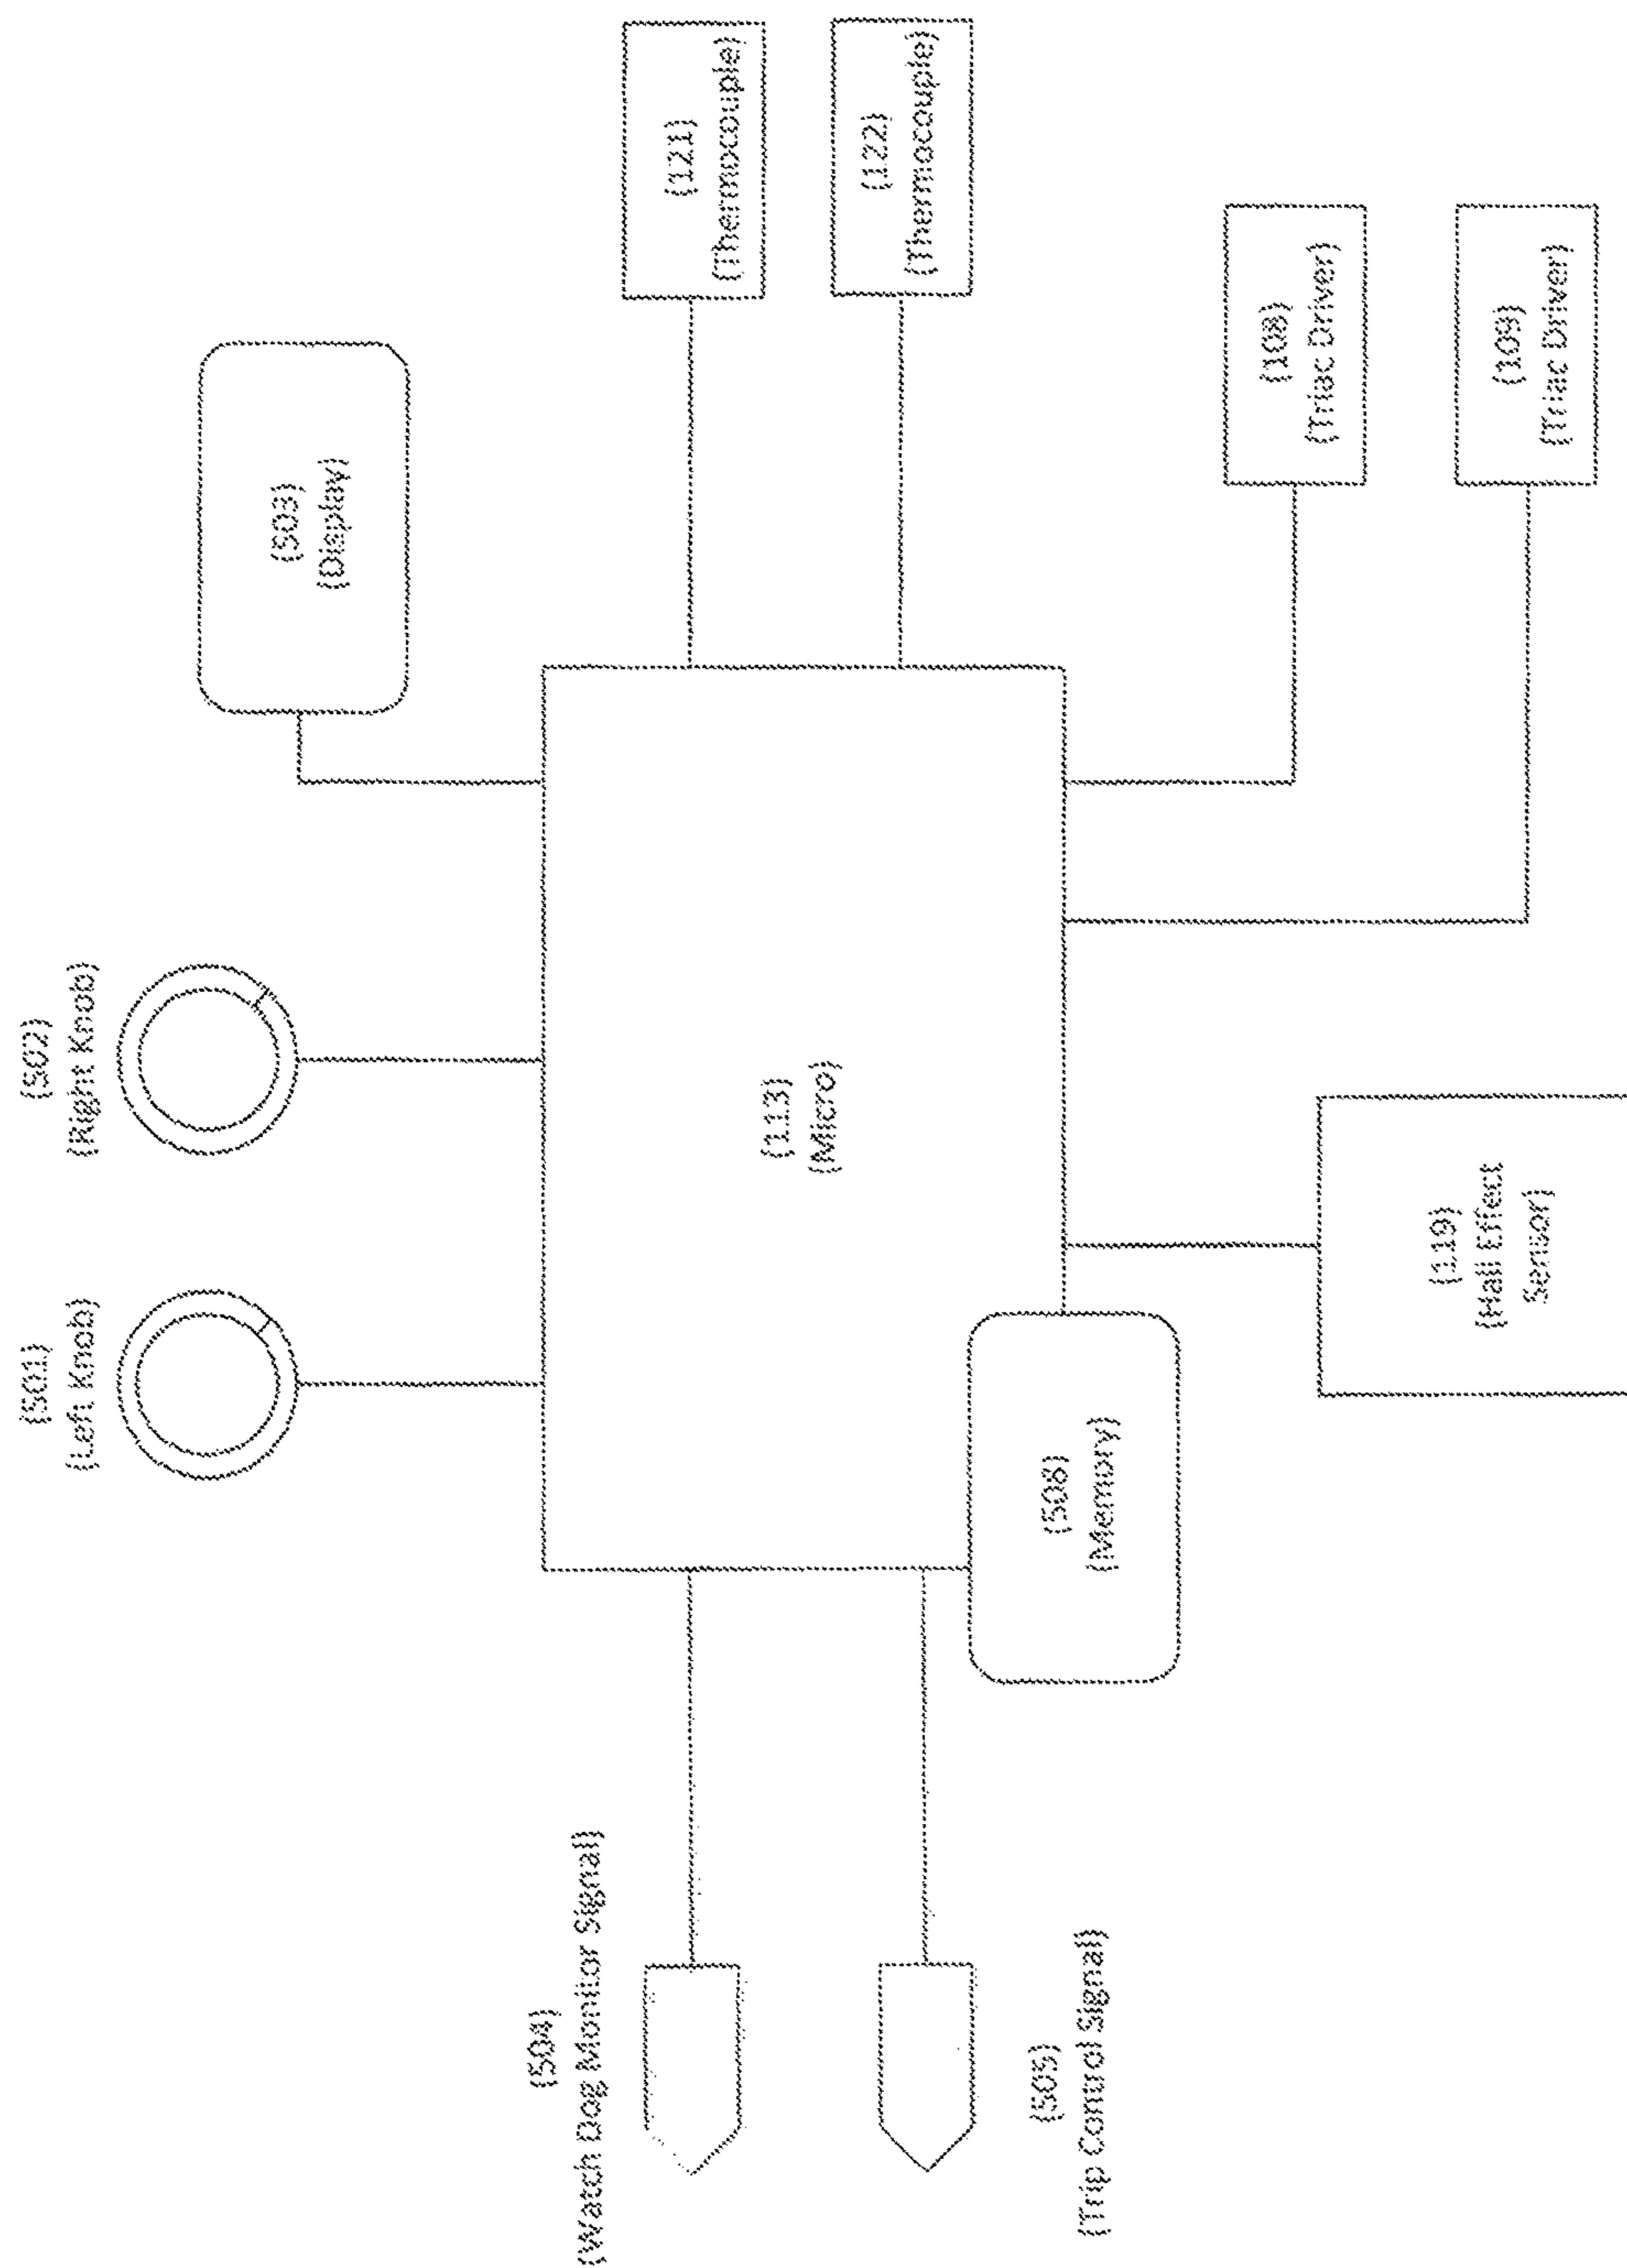 (501)
(Left Knob)
(502)
(Right Knob)
(503)
(Display)
(504)
(Watch Dog Monitor Signal)
(121)
(Thermocouple)
(113)
(Micro)
(122)
(Thermocouple)
(505)
(Trip Control Signal)
(508)
(Memory)
(108)
(Triac Driver)
(119)
(Hall Effect
Sensor)
(109)
(Triac Driver)